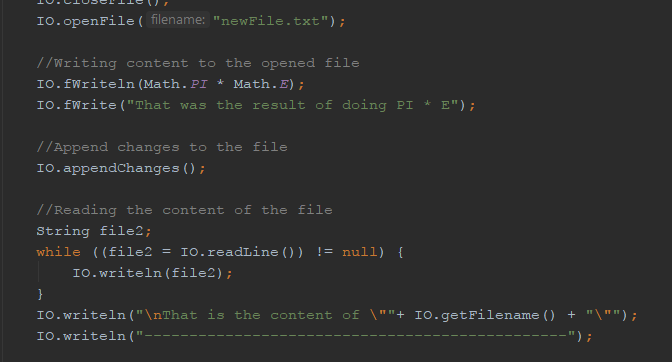 IO.closeFile();
IO.openFile( filename: "newFile.txt");
//Writing content to the opened file
IO.fWriteln(Math.PI * Math.E);
IO.fWrite("That was the result of doing PI * E");
//Append changes to the file
IO.appendChanges();
//Reading the content of the file
String file2;
while ((file2 = IO.readLine()) != null) {
IO.writeln(file2);
}
IO.writeln("\nThat is the content of \""+ IO.getFilename() + "\"");
IO.writeln("-----------------------------------------------");